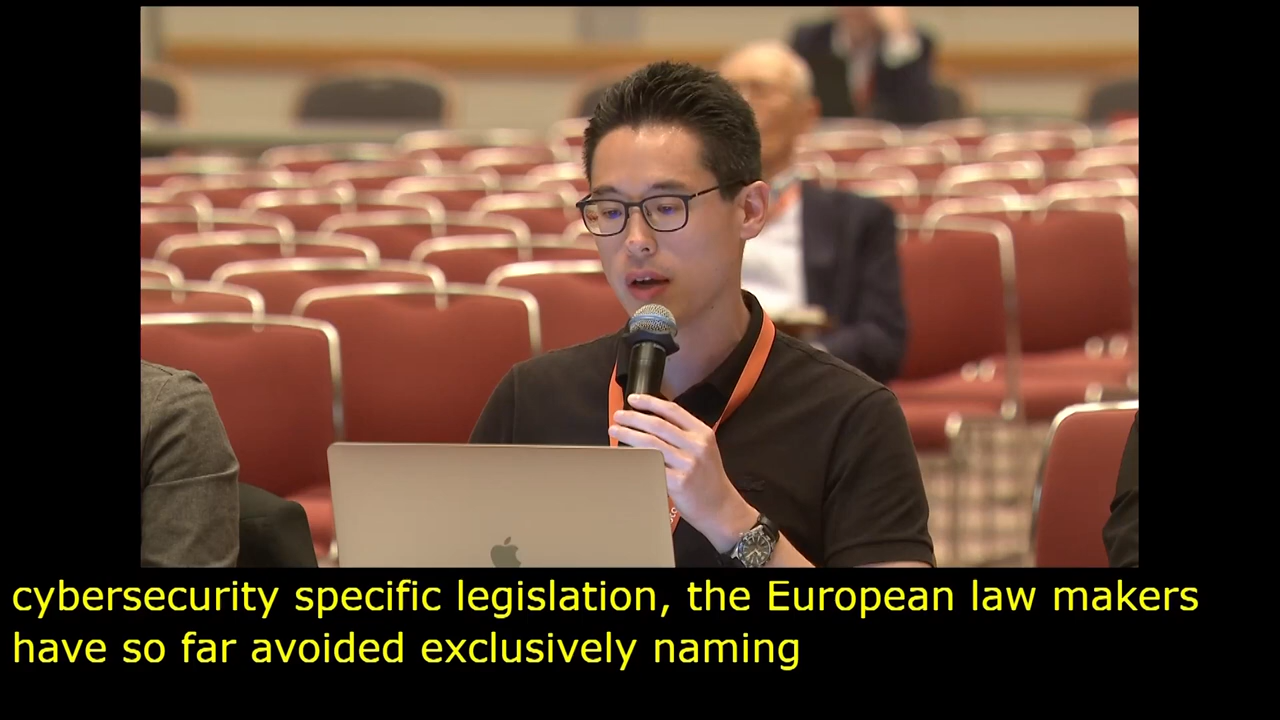 cybersecurity specific legislation, the European law makers
have so far avoided exclusively naming